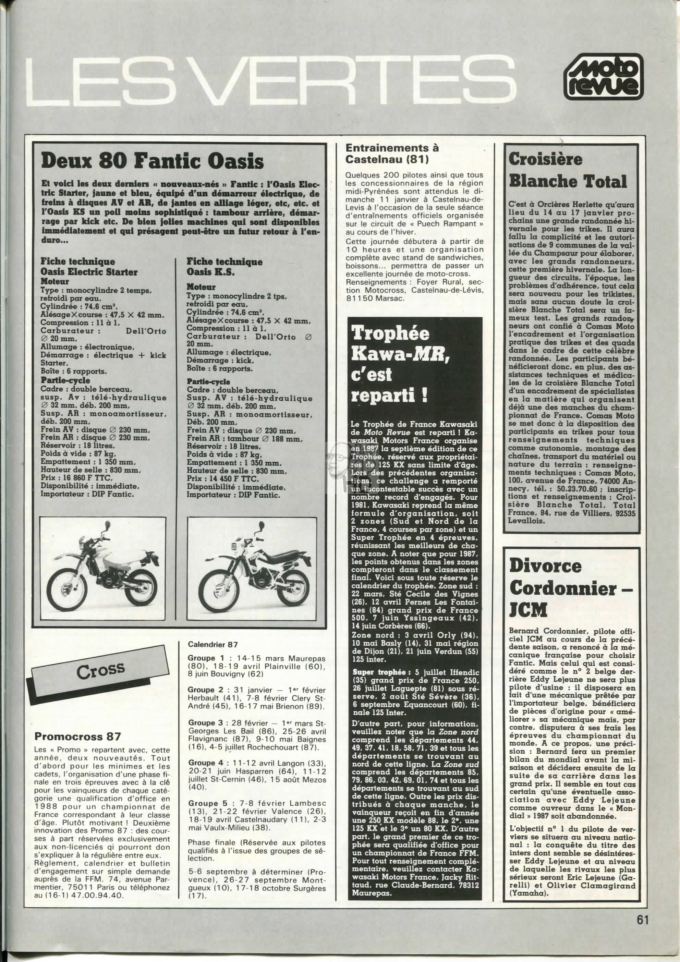 LES VERTES
Moto
revue
Deux 80 Fantic Oasis
Et voici les deux derniers « nouveaux-nés » Fantic : l'Oasis Elec-
tric Starter, jaune et bleu, équipé d'un démarreur électrique, de
freins à disques AV et AR, de jantes en alliage léger, etc, etc. et
l'Oasis KS un poil moins sophistiqué : tambour arrière, démar-
rage par kick etc. De bien jolies machines qui sont disponibles
immédiatement et qui présagent peut-être un futur retour à l'en-
duro...
Fiche technique
Oasis Electric Starter
Moteur
Type : monocylindre 2 temps.
refroidi par eau.
Cylindrée : 74,6 cm³.
Alésage X course : 47,5 X 42 mm.
Compression : 11 à 1.
Carburateur : Dell'Orto
∅ 20 mm.
Allumage : électronique.
Démarrage : électrique + kick
Starter.
Boîte : 6 rapports.
Partie-cycle
Cadre : double berceau.
susp. Av : télé-hydraulique
∅ 32 mm. déb. 200 mm.
Susp. AR : monoamortisseur.
déb. 200 mm.
Frein AV : disque ∅ 230 mm.
Frein AR : disque ∅ 230 mm.
Réservoir : 18 litres.
Poids à vide : 87 kg.
Empattement : 1 350 mm.
Hauteur de selle : 830 mm.
Prix : 16 860 F TTC.
Disponibilité : immédiate.
Importateur : DIP Fantic.
Fiche technique
Oasis K.S.
Moteur
Type : monocylindre 2 tps.
refroidi par eau.
Cylindrée : 74,6 cm³.
Alésage X course : 47,5 X 42 mm.
Compression : 11 à 1.
Carburateur : Dell'Orto ∅
20 mm.
Allumage : électrique.
Démarrage : kick.
Boîte : 6 rapports.
Partie-cycle
Cadre : double berceau.
Susp. AV : télé-hydraulique
∅ 32 mm. déb. 200 mm.
Susp. AR : monoamortisseur,
Déb. 200 mm.
Frein AV : disque ∅ 230 mm.
Frein AR : tambour ∅ 188 mm.
Réservoir : 18 litres.
Poids à vide : 87 kg.
Empattement : 1 350 mm.
Hauteur de selle : 830 mm.
Prix : 14 450 F TTC.
Disponibilité : immédiate.
Importateur : DIP Fantic.
Cross
Promocross 87
Les « Promo » repartent avec, cette
année, deux nouveautés. Tout
d'abord pour les minimes et les
cadets, l'organisation d'une phase fi-
nale en trois épreuves avec à la clé
pour les vainqueurs de chaque caté-
gorie une qualification d'office en
1988 pour un championnat de
France correspondant à leur classe
d'âge. Plutôt motivant ! Deuxième
innovation des Promo 87 : des cour-
ses à part réservées exclusivement
aux non-licenciés qui pourront don
s'expliquer à la régulière entre eux.
Règlement, calendrier et bulletin
d'engagement sur simple demande
auprès de la FFM. 74, avenue Par-
mentier, 75011 Paris ou téléphonez
au (16-1) 47.00.94.40.
Calendrier 87
Groupe 1 : 14-15 mars Maurepas
(80), 18-19 avril Plainville (60),
8 juin Bouvigny (62)
Groupe 2 : 31 janvier — 1er février
Herbault (41), 7-8 février Clery St-
André (45), 16-17 mai Brienon (89).
Groupe 3 : 28 février — 1er mars St-
Georges Les Bail (86), 25-26 avril
Flavignac (87), 9-10 mai Baignes
(16), 4-5 juillet Rochechouart (87).
Groupe 4 : 11-12 avril Langon (33),
20-21 juin Hasparren (64), 11-12
juillet St-Cernin (46), 15 août Mezos
(40).
Groupe 5 : 7-8 février Lambesc
(13), 21-22 février Valence (26),
18-19 avril Castelnaudary (11), 2-3
mai Vaulx-Milieu (38).
Phase finale (Réservée aux pilotes
qualifiés à l'issue des groupes de sé-
lection.
5-6 septembre à déterminer (Pro-
vence), 26-27 septembre Mont-
gueux (10), 17-18 octobre Surgères
(17).
Entrainements à
Castelnau (81)
Quelques 200 pilotes ainsi que tous
les concessionnaires de la région
midi-Pyrénées sont attendus le di-
manche 11 janvier à Castelnau-de-
Levis à l'occasion de la seule séance
d'entraînements officiels organisée
sur le circuit de « Puech Rampant »
au cours de l'hiver.
Cette journée débutera à partir de
10 heures et une organisation
complète avec stand de sandwiches,
boissons... permettra de passer un
excellente journée de moto-cross.
Renseignements : Foyer Rural, sec-
tion Motocross, Castelnau-de-Lévis,
81150 Marsac.
Trophée
Kawa-MR,
c'est
reparti !
Le Trophée de France Kawasaki
de Moto Revue est reparti ! Ka-
wasaki Motors France organise
en 1987 la septième édition de ce
Trophée, réservé aux propriétai-
res de 125 KX sans limite d'âge.
Lors des précédentes organisa-
tions, ce challenge a remporté
un incontestable succès avec un
nombre record d'engagés. Pour
1981, Kawasaki reprend la même
formule d'organisation, soit
2 zones (Sud et Nord de la
France, 4 courses par zone) et un
Super Trophée en 4 épreuves,
réunissant les meilleurs de cha-
que zone. A noter que pour 1987,
les points obtenus dans les zones
compteront dans le classement
final. Voici sous toute réserve le
calendrier du trophée. Zone sud :
22 mars, Sté Cecile des Vignes
(26), 12 avril Pernes Les Fontai-
nes (84) grand prix de France
500, 7 juin Yssingeaux (42),
14 juin Corbères (66).
Zone nord : 3 avril Orly (94),
10 mai Basly (14), 31 mai région
de Dijon (21), 21 juin Verdun (55)
125 inter.
Super trophée : 5 juillet Iffendic
(35) grand prix de France 250,
26 juillet Laguepte (81) sous ré-
serve, 2 août Sté Sévère (36),
6 septembre Equancourt (60), fi-
nale 125 Inter.
D'autre part, pour information,
veuillez noter que la Zone nord
comprend les départements 44,
49, 37, 41, 18, 58, 71, 39 et tous les
départements se trouvant au
nord de cette ligne. La Zone sud
comprend les départements 85,
79, 86, 03, 42, 69, 01, 74 et tous les
départements se trouvant au sud
de cette ligne. Outre les prix dis-
tribués à chaque manche, le
vainqueur reçoit en fin d'année
une 250 KX modèle 88, le 2e, une
125 KX et le 3e un 80 KX. D'autre
part, le grand premier de ce tro-
phée sera qualifiée d'office pour
un championnat de France FFM.
Pour tout renseignement complé-
mentaire, veuillez contacter Ka-
wasaki Motors France, Jacky Rit-
taud, rue Claude-Bernard, 78312
Maurepas.
Croisière
Blanche Total
C'est à Orcières Herlette qu'aura
lieu du 14 au 17 janvier pro-
chains une grande randonnée hi-
vernale pour les trikes. Il aura
fallu la complicité et les autori-
sations de 9 communes de la val-
lée du Champsaur pour élaborer,
avec les grands randonneurs,
cette première hivernale. La lon-
gueur des circuits, l'époque, les
problèmes d'adhérence, tout cela
sera nouveau pour les trikistes,
mais sans aucun doute la croi-
sière Blanche Total sera un fa-
meux test. Les grands randon-
neurs ont confié à Comas Moto
l'encadrement et l'organisation
pratique des trikes et des quads
dans le cadre de cette célèbre
randonnée. Les participants bé-
néficieront donc, en plus, des as-
sistances techniques et médica-
les de la croisière Blanche Total
d'un encadrement de spécialistes
en la matière qui organisent
déjà une des manches du cham-
pionnat de France. Comas Moto
se met donc à la disposition des
participants en trikes pour tous
renseignements techniques
comme autonomie, montage des
chaînes, transport du matériel ou
nature du terrain : renseigne-
ments techniques : Comas Moto,
100, avenue de France, 74000 An-
necy, tél. : 50.23.70.60 ; inscrip-
tions et renseignements : Croi-
sière Blanche Total, Total
France, 84, rue de Villiers, 92535
Levallois.
Divorce
Cordonnier –
JCM
Bernard Cordonnier, pilote offi-
ciel JCM au cours de la précé-
dente saison, a renoncé à la mé-
canique française pour choisir
Fantic. Mais celui qui est consi-
déré comme le n° 2 belge der-
rière Eddy Lejeune ne sera plus
pilote d'usine : il disposera en
fait d'une mécanique prêtée par
l'importateur belge, bénéficiera
de pièces d'origine pour « amé-
liorer » sa mécanique mais, par
contre, disputera à ses frais les
épreuves du championnat du
monde. A ce propos, une préci-
sion : Bernard fera un premier
bilan du mondial avant la mi-
saison et décidera ensuite de la
suite de sa carrière dans les
grand prix. Il semble en tout cas
certain qu'une éventuelle asso-
ciation avec Eddy Lejeune
comme ouvreur dans le « Mon-
dial » 1987 soit abandonnée.
L'objectif n° 1 du pilote de ver-
viers se situera au niveau natio-
nal : la conquête du titre des
inters dont semble se désintéres-
ser Eddy Lejeune et au niveau
de laquelle les rivaux les plus
sérieux seront Eric Lejeune (Ga-
relli) et Olivier Clamagirand
(Yamaha).
61